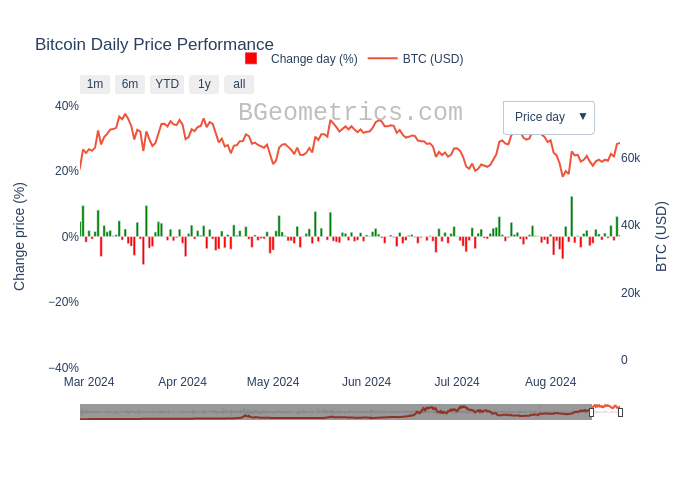 Bitcoin Daily Price Performance
Change day (%)
BTC (USD)
1m
6m
YTD
1y
all
BGeometrics.com
Price day ▼
40%
20%
0%
−20%
−40%
Change price (%)
60k
40k
20k
0
BTC (USD)
Mar 2024
Apr 2024
May 2024
Jun 2024
Jul 2024
Aug 2024